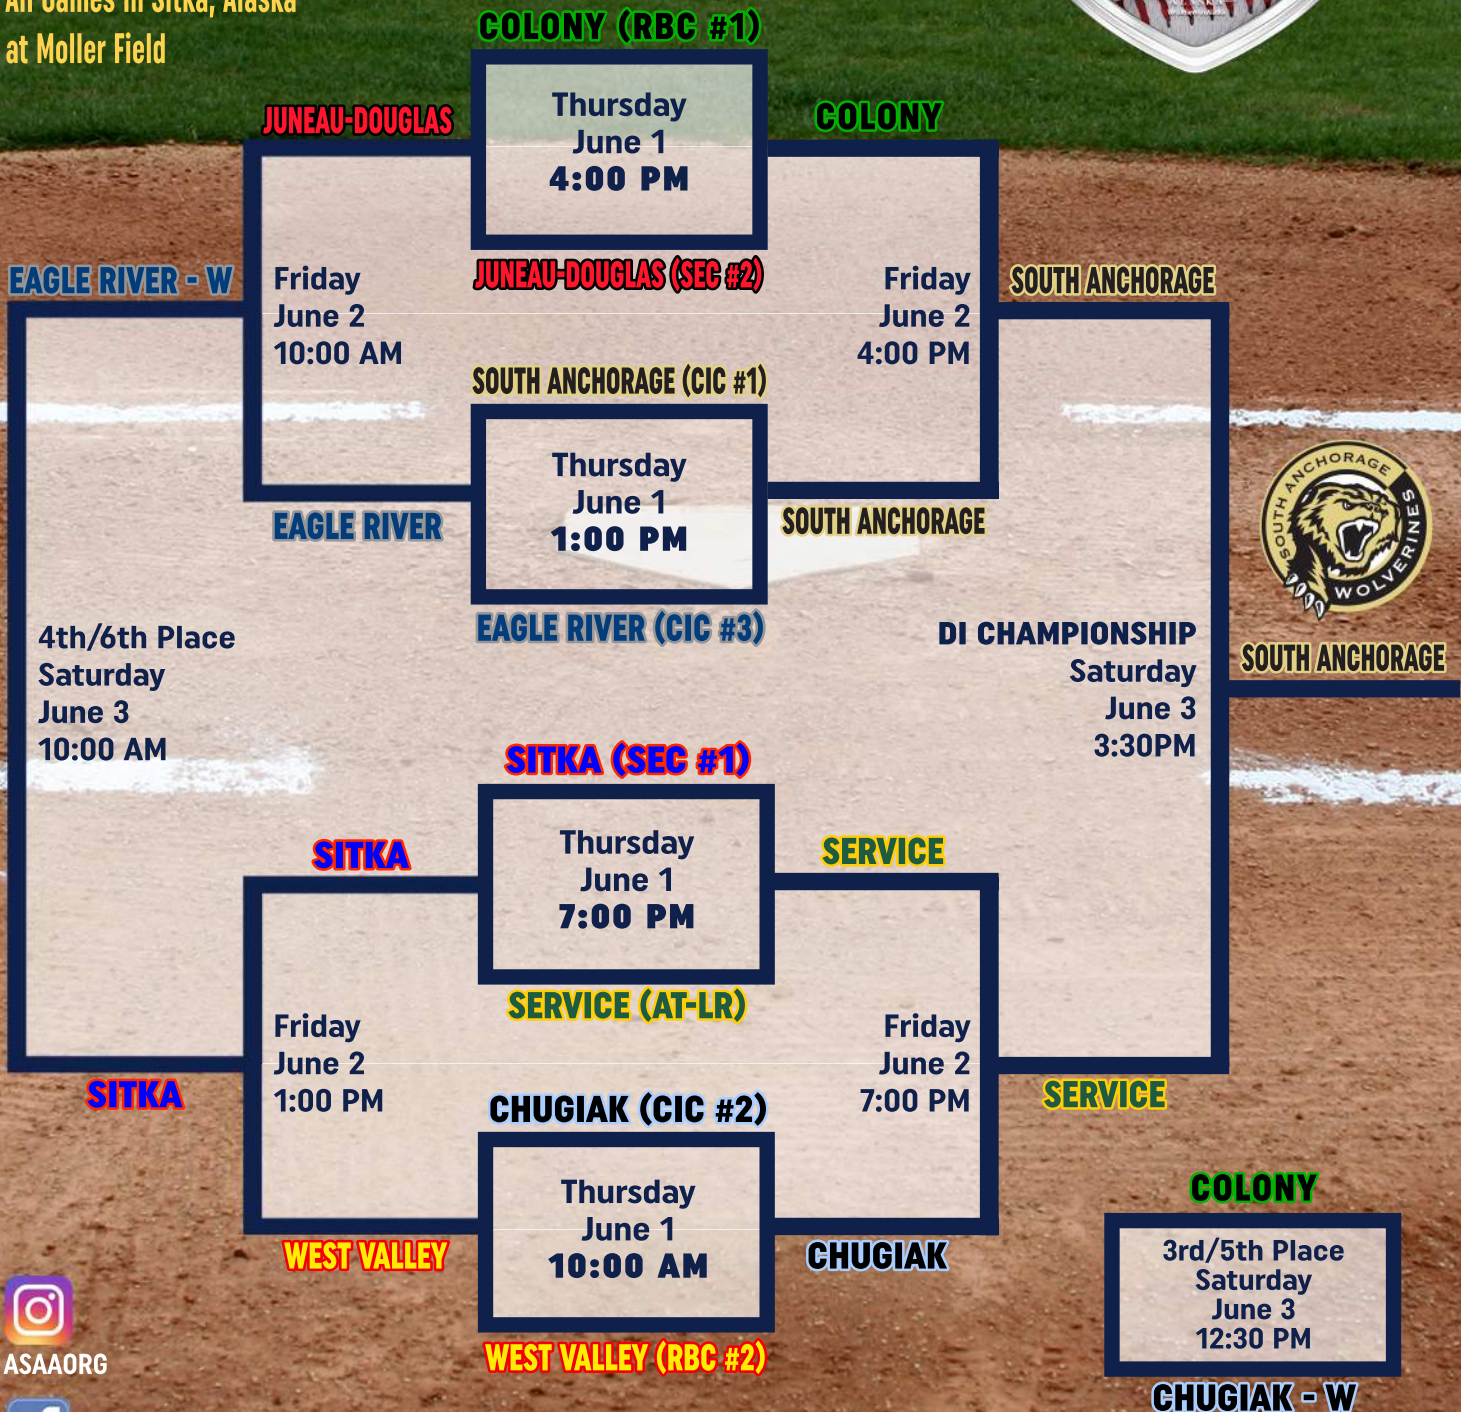 All Games in Sitka, Alaska
at Moller Field
COLONY (RBC #1)
Thursday
June 1
4:00 PM
JUNEAU-DOUGLAS (SEC #2)
JUNEAU-DOUGLAS
COLONY
Friday
June 2
10:00 AM
Friday
June 2
4:00 PM
EAGLE RIVER - W
SOUTH ANCHORAGE
SOUTH ANCHORAGE (CIC #1)
Thursday
June 1
1:00 PM
EAGLE RIVER (CIC #3)
EAGLE RIVER
SOUTH ANCHORAGE
SOUTH ANCHORAGE
WOLVERINES
4th/6th Place
Saturday
June 3
10:00 AM
DI CHAMPIONSHIP
Saturday
June 3
3:30PM
SOUTH ANCHORAGE
SITKA (SEC #1)
Thursday
June 1
7:00 PM
SERVICE (AT-LR)
SITKA
SERVICE
Friday
June 2
1:00 PM
Friday
June 2
7:00 PM
SITKA
SERVICE
CHUGIAK (CIC #2)
Thursday
June 1
10:00 AM
WEST VALLEY (RBC #2)
WEST VALLEY
CHUGIAK
COLONY
3rd/5th Place
Saturday
June 3
12:30 PM
CHUGIAK - W
ASAAORG